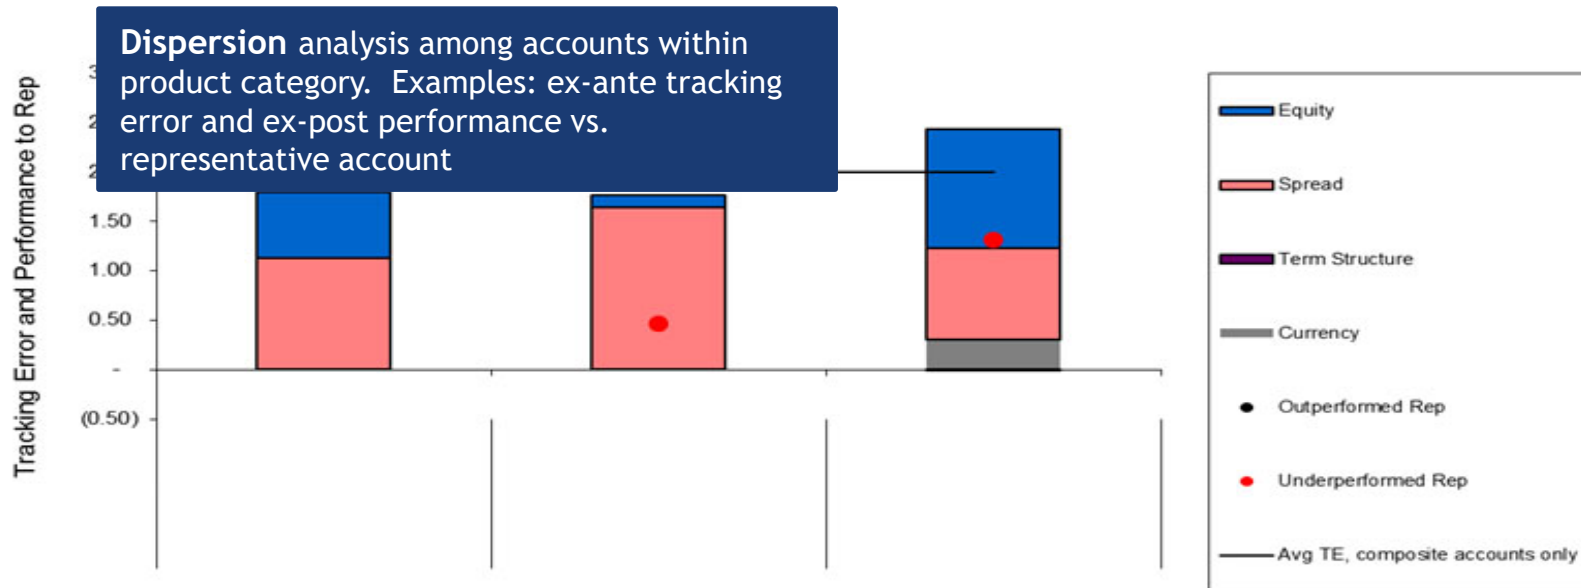 Dispersion analysis among accounts within
product category. Examples: ex-ante tracking
error and ex-post performance vs.
representative account
Tracking Error and Performance to Rep
1.50
1.00
0.50
-
(0.50)
Equity
Spread
Term Structure
Currency
Outperformed Rep
Underperformed Rep
Avg TE, composite accounts only